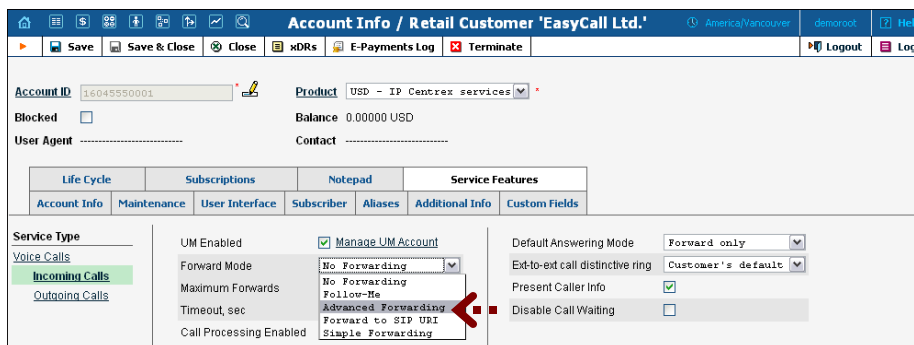 Account Info / Retail Customer 'EasyCall Ltd.' America/Vancouver demoroot ? Hel
Save Save & Close Close xDRs E-Payments Log Terminate Logout Log
Account ID 16045550001 * Product USD - IP Centrex services *
Blocked Balance 0.00000 USD
User Agent ---------------------------- Contact ----------------------------
Life Cycle Subscriptions Notepad Service Features
Account Info Maintenance User Interface Subscriber Aliases Additional Info Custom Fields
Service Type
Voice Calls
Incoming Calls
Outgoing Calls
UM Enabled Manage UM Account
Forward Mode No Forwarding
Maximum Forwards
Timeout, sec
Call Processing Enabled
No Forwarding
Follow-Me
Advanced Forwarding
Forward to SIP URI
Simple Forwarding
Default Answering Mode Forward only
Ext-to-ext call distinctive ring Customer's default
Present Caller Info
Disable Call Waiting